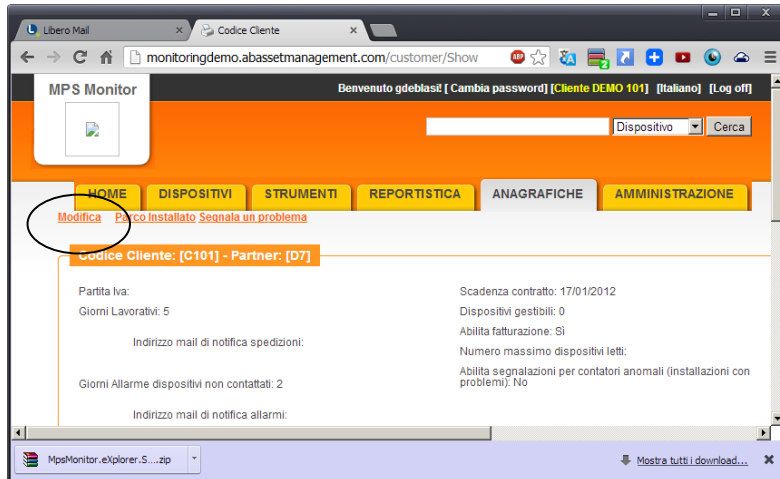 Libero Mail
Codice Cliente
monitoringdemo.abassetmanagement.com/customer/Show
MPS Monitor
Benvenuto gdeblasi! [ Cambia password] [Cliente DEMO 101] [Italiano] [Log off]
Dispositivo
Cerca
HOME DISPOSITIVI STRUMENTI REPORTISTICA ANAGRAFICHE AMMINISTRAZIONE
Modifica Parco Installato Segnala un problema
Codice Cliente: [C101] - Partner: [D7]
Partita Iva:
Giorni Lavorativi: 5
Indirizzo mail di notifica spedizioni:
Giorni Allarme dispositivi non contattati: 2
Indirizzo mail di notifica allarmi:
Scadenza contratto: 17/01/2012
Dispositivi gestibili: 0
Abilita fatturazione: Sì
Numero massimo dispositivi letti:
Abilita segnalazioni per contatori anomali (installazioni con
problemi): No
MpsMonitor.eXplorer.S....zip
Mostra tutti i download...